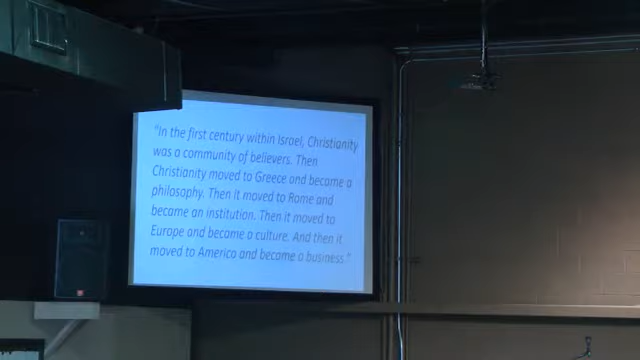 "In the first century within Israel, Christianity
was a community of believers. Then
Christianity moved to Greece and became a
philosophy. Then it moved to Rome and
became an institution. Then it moved to
Europe and became a culture. And then it
moved to America and became a business."